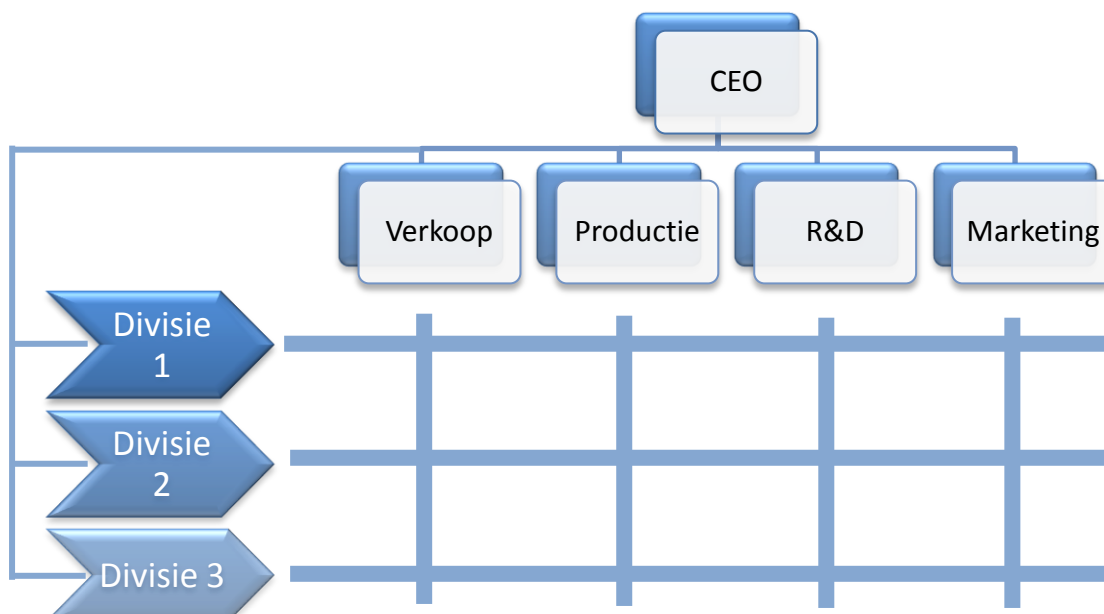 CEO
Verkoop
Productie
R&D
Marketing
Divisie
1
Divisie
2
Divisie 3